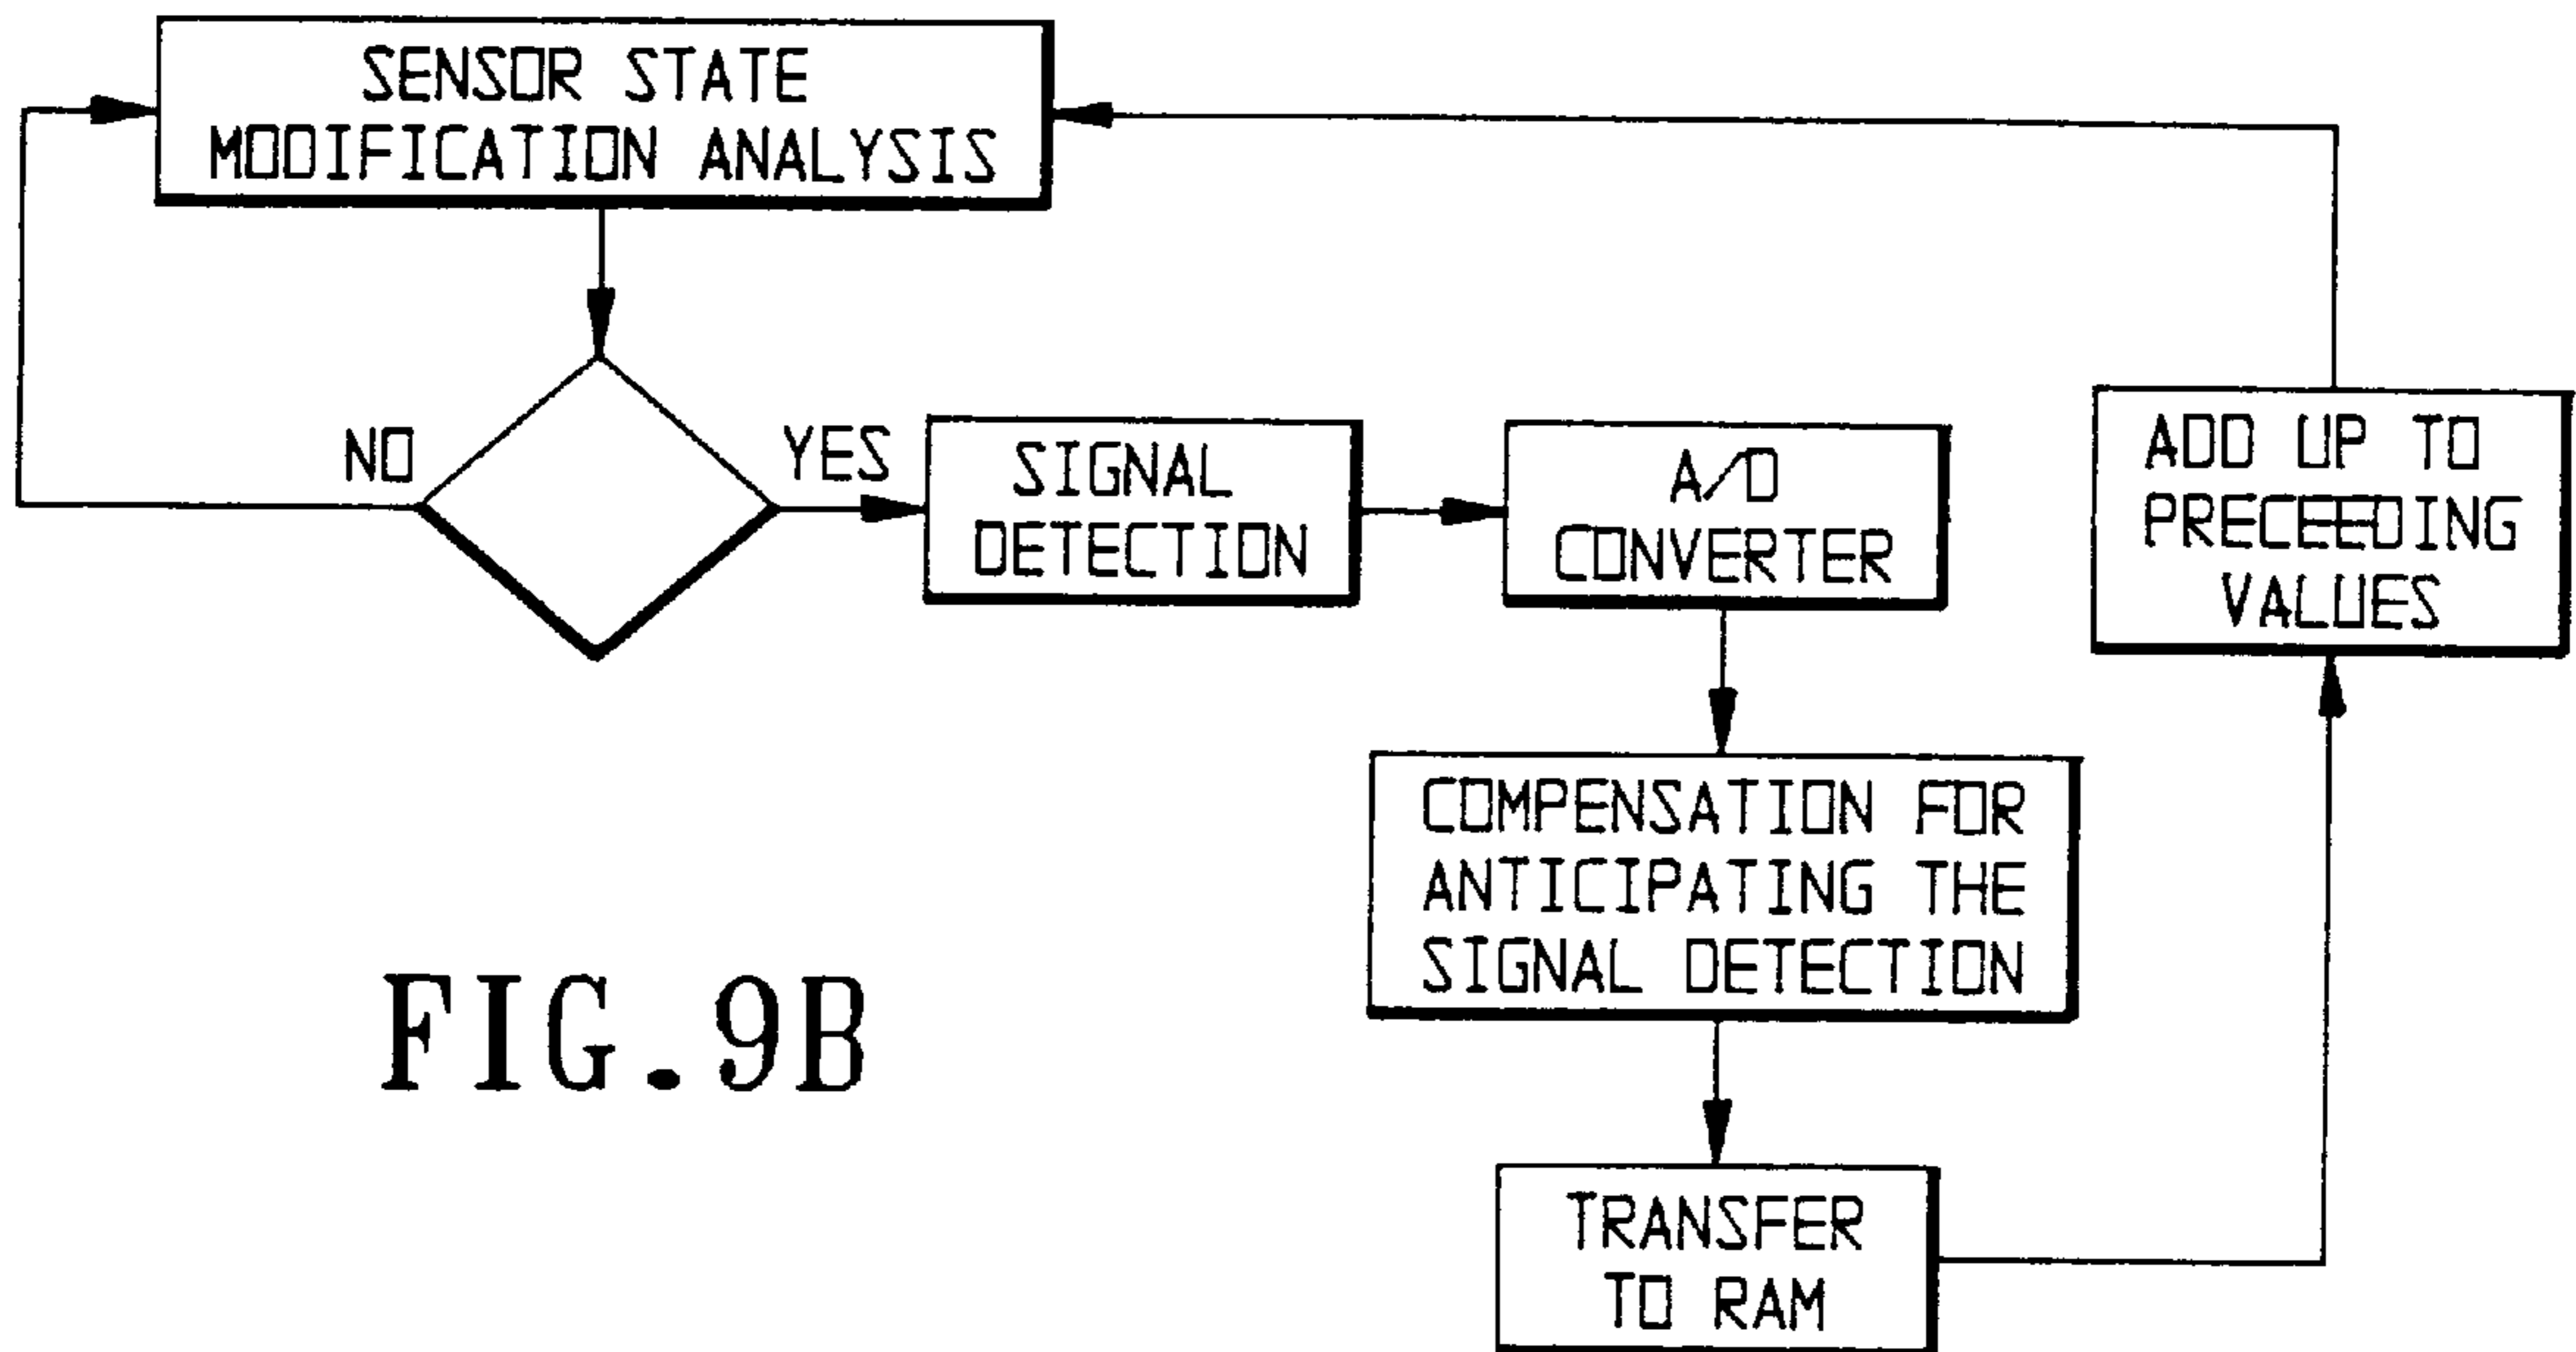 SENSOR STATE
MODIFICATION ANALYSIS
NO
YES
SIGNAL
DETECTION
A/D
CONVERTER
ADD UP TO
PRECEEDING
VALUES
COMPENSATION FOR
ANTICIPATING THE
SIGNAL DETECTION
TRANSFER
TO RAM
FIG.9B